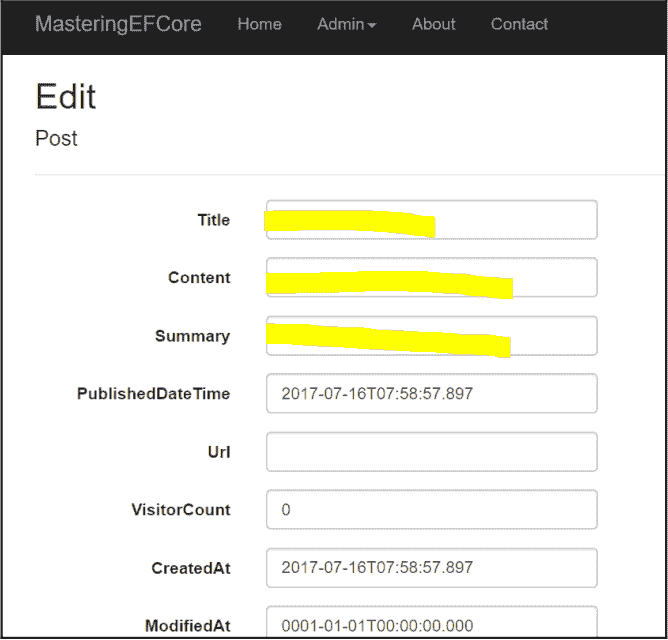 MasteringEFCore Home Admin About Contact
Edit
Post
Title
Content
Summary
PublishedDateTime 2017-07-16T07:58:57.897
Url
VisitorCount 0
CreatedAt 2017-07-16T07:58:57.897
ModifiedAt 0001-01-01T00:00:00.000